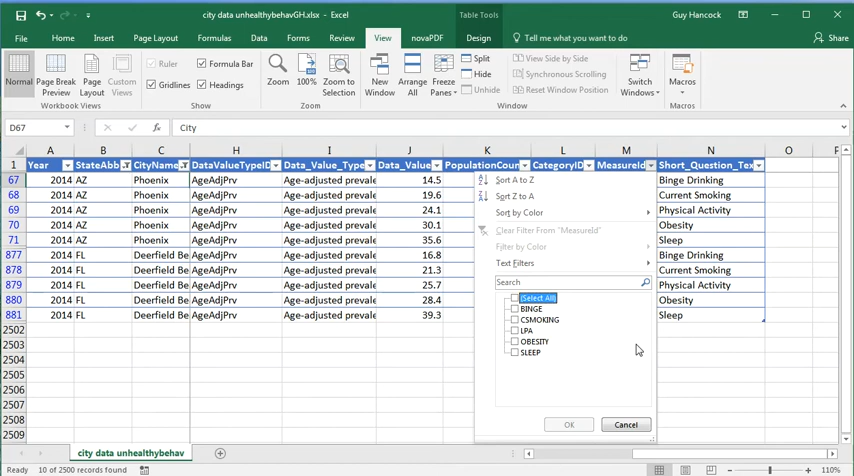 city data unhealthybehavGH.xlsx - Excel
Table Tools
Guy Hancock
File Home Insert Page Layout Formulas Data Forms Review View novaPDF Design Tell me what you want to do Share
Normal
Page Break Preview
Page Layout
Custom Views
Workbook Views
Ruler
Formula Bar
Gridlines
Headings
Show
Zoom
100%
Zoom to Selection
Zoom
New Window
Arrange All
Freeze Panes
Split
Hide
Unhide
View Side by Side
Synchronous Scrolling
Reset Window Position
Window
Switch Windows
Macros
Macros
D67 fx City
A B C H I J K L M N O P
1 Year StateAbb CityName DataValueTypeID Data_Value_Type Data_Value PopulationCoun CategoryID MeasureId Short_Question_Tex
67 2014 AZ Phoenix AgeAdjPrv Age-adjusted prevale 14.5 Binge Drinking
68 2014 AZ Phoenix AgeAdjPrv Age-adjusted prevale 19.6 Current Smoking
69 2014 AZ Phoenix AgeAdjPrv Age-adjusted prevale 24.1 Physical Activity
70 2014 AZ Phoenix AgeAdjPrv Age-adjusted prevale 30.1 Obesity
71 2014 AZ Phoenix AgeAdjPrv Age-adjusted prevale 35.6 Sleep
877 2014 FL Deerfield Be AgeAdjPrv Age-adjusted prevale 16.8 Binge Drinking
878 2014 FL Deerfield Be AgeAdjPrv Age-adjusted prevale 21.3 Current Smoking
879 2014 FL Deerfield Be AgeAdjPrv Age-adjusted prevale 25.7 Physical Activity
880 2014 FL Deerfield Be AgeAdjPrv Age-adjusted prevale 28.4 Obesity
881 2014 FL Deerfield Be AgeAdjPrv Age-adjusted prevale 39.3 Sleep
2502
2503
2504
2505
2506
2507
2508
2509
Sort A to Z
Sort Z to A
Sort by Color
Clear Filter From "MeasureId"
Filter by Color
Text Filters
Search
(Select All)
BINGE
CSMOKING
LPA
OBESITY
SLEEP
OK Cancel
city data unhealthybehav
Ready 10 of 2500 records found 110%